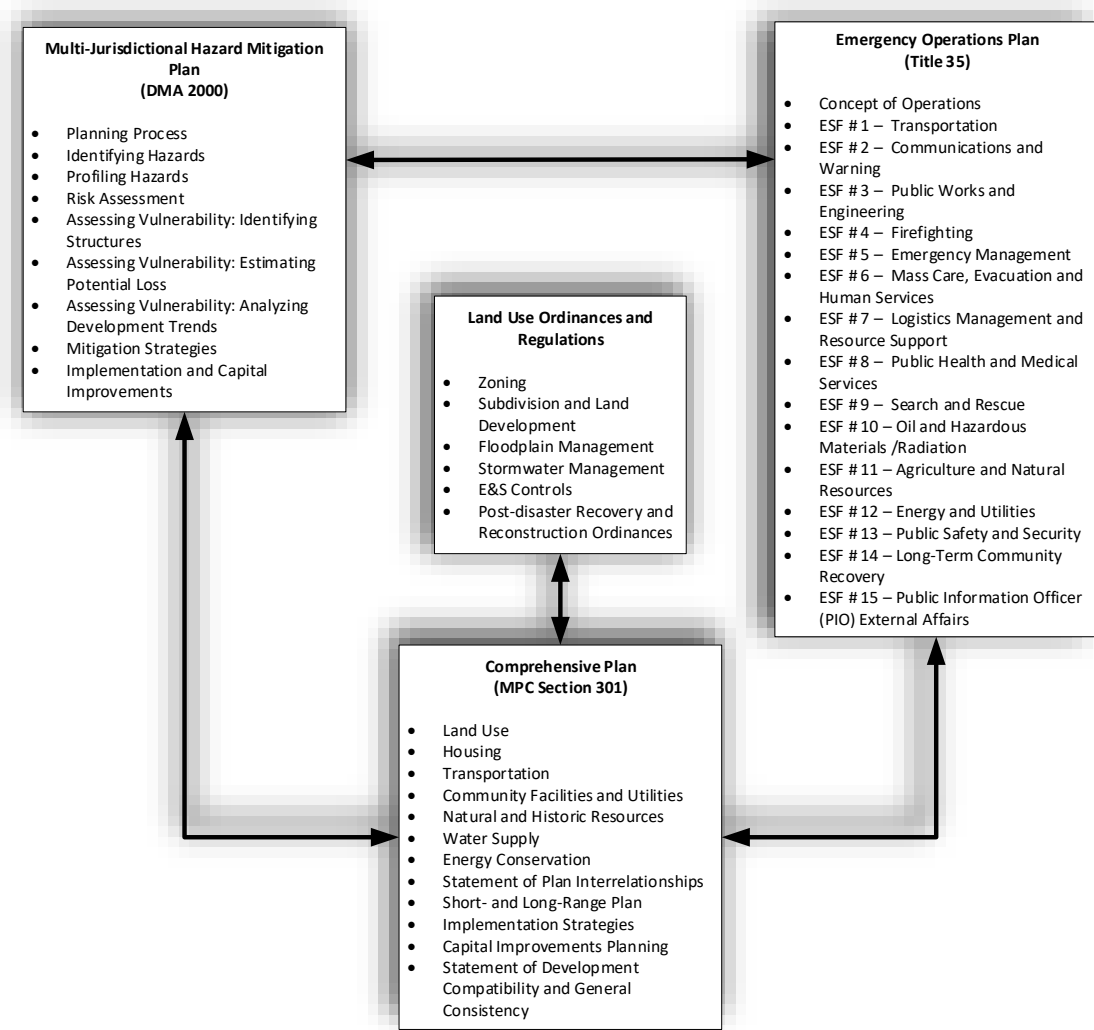 Multi-Jurisdictional Hazard Mitigation
Plan
(DMA 2000)
• Planning Process
• Identifying Hazards
• Profiling Hazards
• Risk Assessment
• Assessing Vulnerability: Identifying
Structures
• Assessing Vulnerability: Estimating
Potential Loss
• Assessing Vulnerability: Analyzing
Development Trends
• Mitigation Strategies
• Implementation and Capital
Improvements
Emergency Operations Plan
(Title 35)
• Concept of Operations
• ESF # 1 – Transportation
• ESF # 2 – Communications and
Warning
• ESF # 3 – Public Works and
Engineering
• ESF # 4 – Firefighting
• ESF # 5 – Emergency Management
• ESF # 6 – Mass Care, Evacuation and
Human Services
• ESF # 7 – Logistics Management and
Resource Support
• ESF # 8 – Public Health and Medical
Services
• ESF # 9 – Search and Rescue
• ESF # 10 – Oil and Hazardous
Materials /Radiation
• ESF # 11 – Agriculture and Natural
Resources
• ESF # 12 – Energy and Utilities
• ESF # 13 – Public Safety and Security
• ESF # 14 – Long-Term Community
Recovery
• ESF # 15 – Public Information Officer
(PIO) External Affairs
Land Use Ordinances and
Regulations
• Zoning
• Subdivision and Land
Development
• Floodplain Management
• Stormwater Management
• E&S Controls
• Post-disaster Recovery and
Reconstruction Ordinances
Comprehensive Plan
(MPC Section 301)
• Land Use
• Housing
• Transportation
• Community Facilities and Utilities
• Natural and Historic Resources
• Water Supply
• Energy Conservation
• Statement of Plan Interrelationships
• Short- and Long-Range Plan
• Implementation Strategies
• Capital Improvements Planning
• Statement of Development
Compatibility and General
Consistency